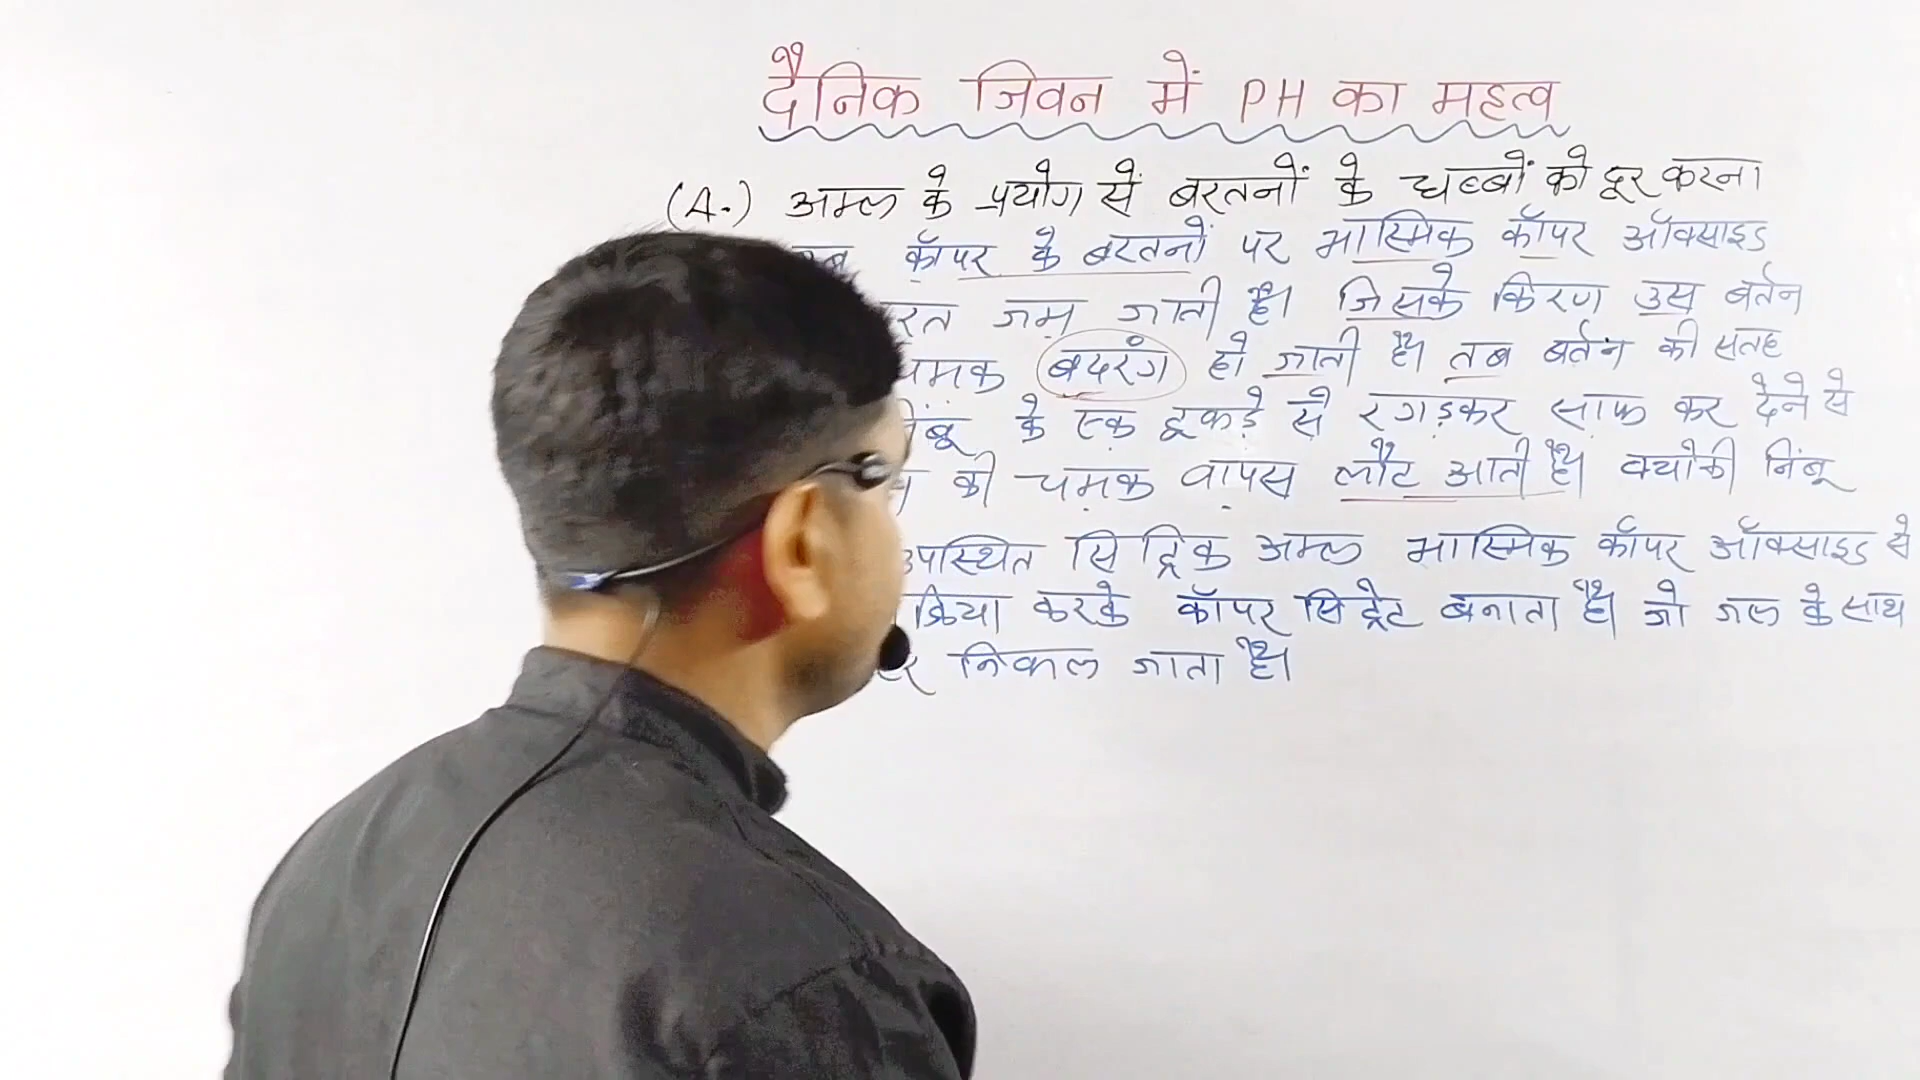 दैनिक जिवन में PH का महत्व
(A.) अम्ल के प्रयोग सें बरतनों के धब्बों को दूर करना
कॉपर के बरतनों पर भास्मिक कॉपर ऑक्साइड
जम जाती है। जिसके किरण उस बर्तन
बदरंग हो जाती है। तब बर्तन की सतह
के एक टूकड़े से रगड़कर साफ कर देने से
की चमक वापस लौट आती है। क्योकी निंबू
उपस्थित सिट्रिक अम्ल भास्मिक कॉपर ऑक्साइड से
क्रिया करके कॉपर सिट्रेट बनाता है। जो जल के साथ
निकल जाता है।